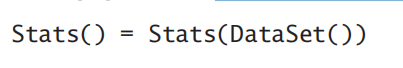 Stats() = Stats(DataSet())